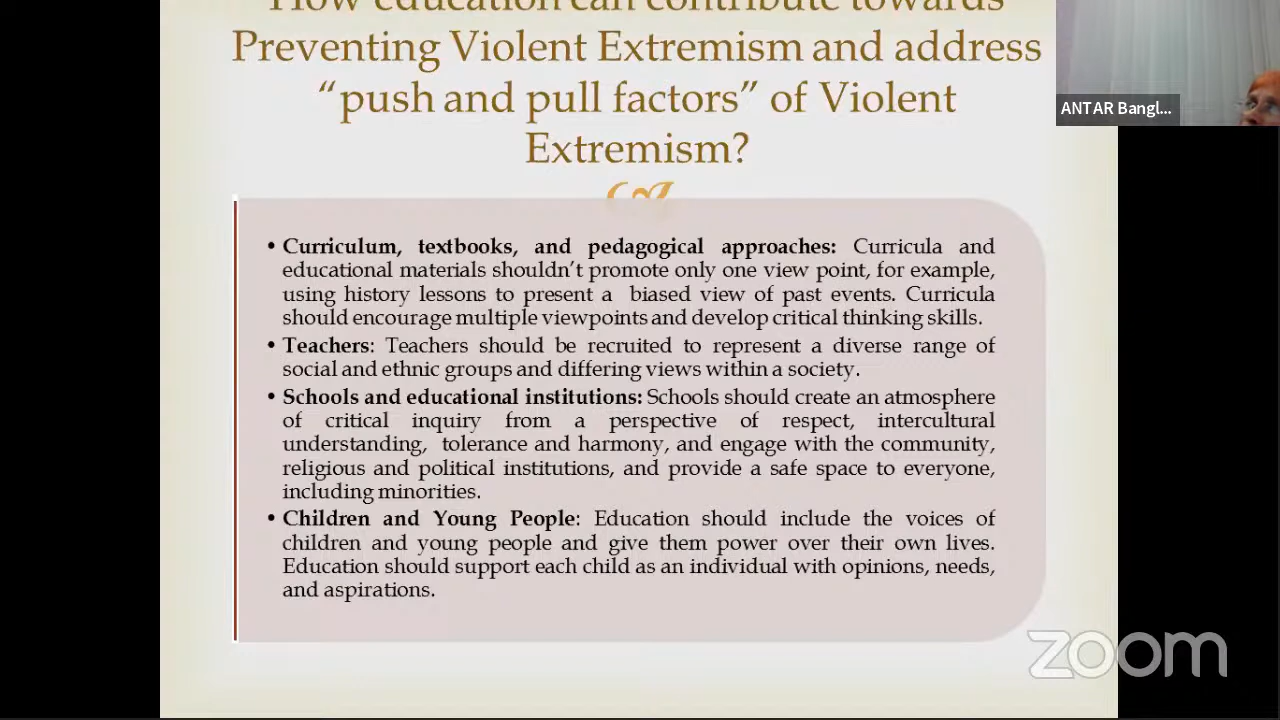 How education can contribute towards
Preventing Violent Extremism and address
“push and pull factors” of Violent
Extremism?
ANTAR Bangl...
• Curriculum, textbooks, and pedagogical approaches: Curricula and
educational materials shouldn’t promote only one view point, for example,
using history lessons to present a biased view of past events. Curricula
should encourage multiple viewpoints and develop critical thinking skills.
• Teachers: Teachers should be recruited to represent a diverse range of
social and ethnic groups and differing views within a society.
• Schools and educational institutions: Schools should create an atmosphere
of critical inquiry from a perspective of respect, intercultural
understanding, tolerance and harmony, and engage with the community,
religious and political institutions, and provide a safe space to everyone,
including minorities.
• Children and Young People: Education should include the voices of
children and young people and give them power over their own lives.
Education should support each child as an individual with opinions, needs,
and aspirations.
zoom